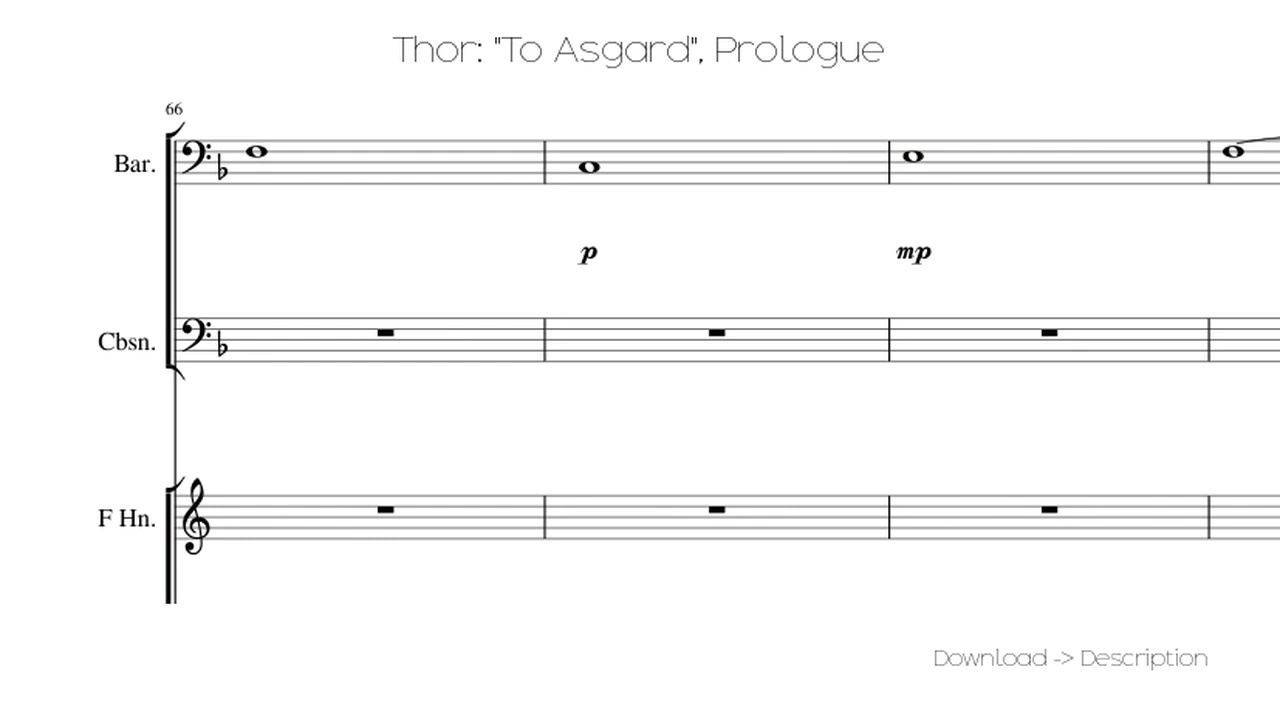 Thor: "To Asgard", Prologue
66
Bar.
p mp
Cbsn.
F Hn.
Download -> Description